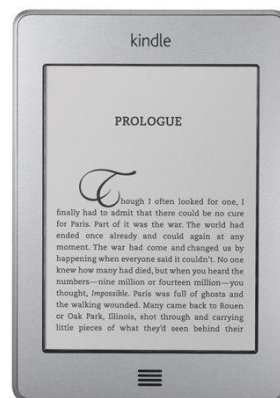 kindle
PROLOGUE
Though I often looked for one, I
finally had to admit that there could be no cure
for Paris. Part of it was the war. The world had
ended once already and could again at any
moment. The war had come and changed us by
happening when everyone said it couldn't. No one
knew how many had died, but when you heard the
numbers—nine million or fourteen million—you
thought, Impossible. Paris was full of ghosts and
the walking wounded. Many came back to Rouen
or Oak Park, Illinois, shot through and carrying
little pieces of what they'd seen behind their